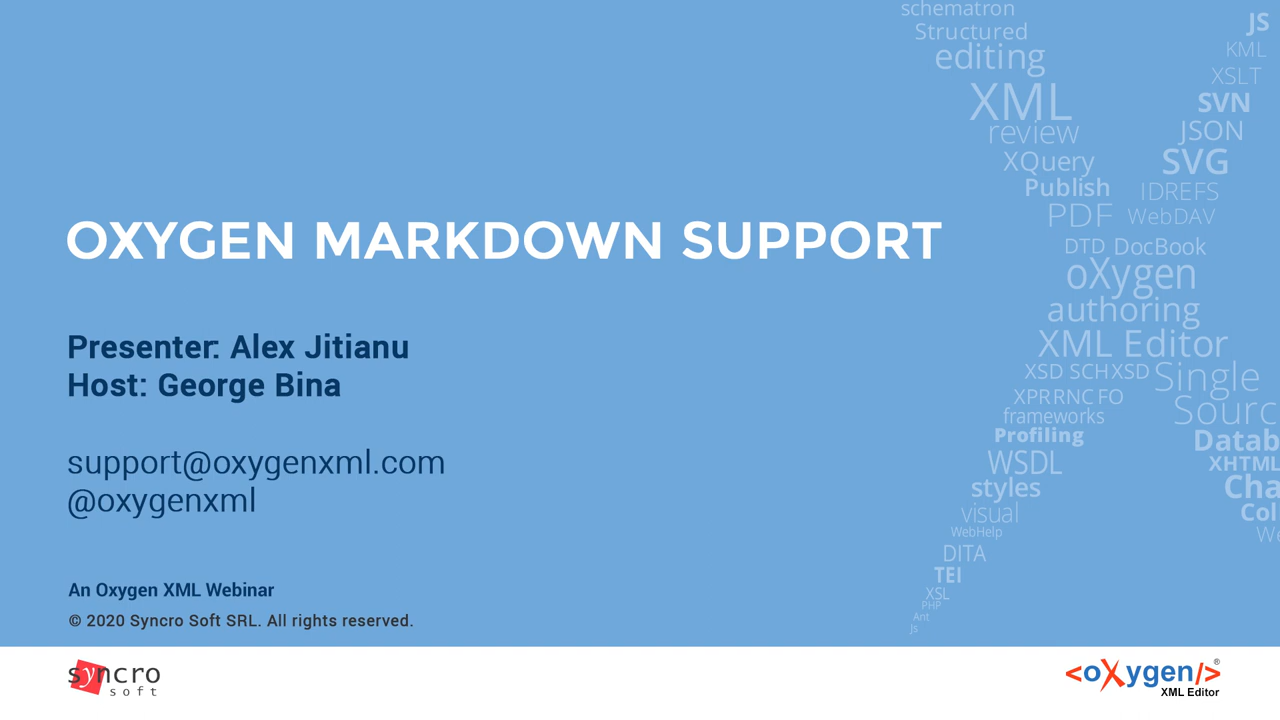 OXYGEN MARKDOWN SUPPORT
Presenter: Alex Jitianu
Host: George Bina
support@oxygenxml.com
@oxygenxml
An Oxygen XML Webinar
© 2020 Syncro Soft SRL. All rights reserved.
schematron
Structured
editing
XML
review
XQuery
Publish
PDF
DTD DocBook
oXygen
authoring
XML Editor
XSD SCH XSD
XPR RNC FO
frameworks
Profiling
WSDL
styles
visual
WebHelp
DITA
TEI
XSL
PHP
Ant
Js
JS
KML
XSLT
SVN
JSON
SVG
IDREFS
WebDAV
Single
Sourc
Datab
XHTML
Cha
Col
We
syncro
soft
<oXygen/>®
XML Editor